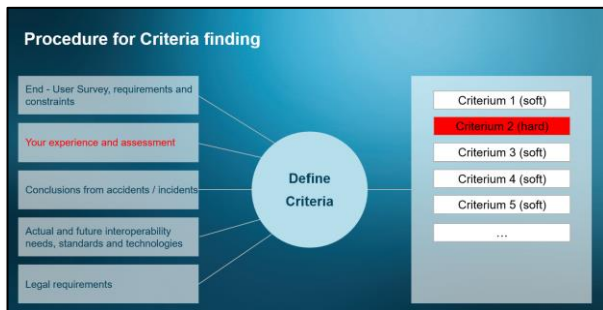 Procedure for Criteria finding
End - User Survey, requirements and
constraints
Your experience and assessment
Conclusions from accidents / incidents
Actual and future interoperability
needs, standards and technologies
Legal requirements
Define
Criteria
Criterium 1 (soft)
Criterium 2 (hard)
Criterium 3 (soft)
Criterium 4 (soft)
Criterium 5 (soft)
…